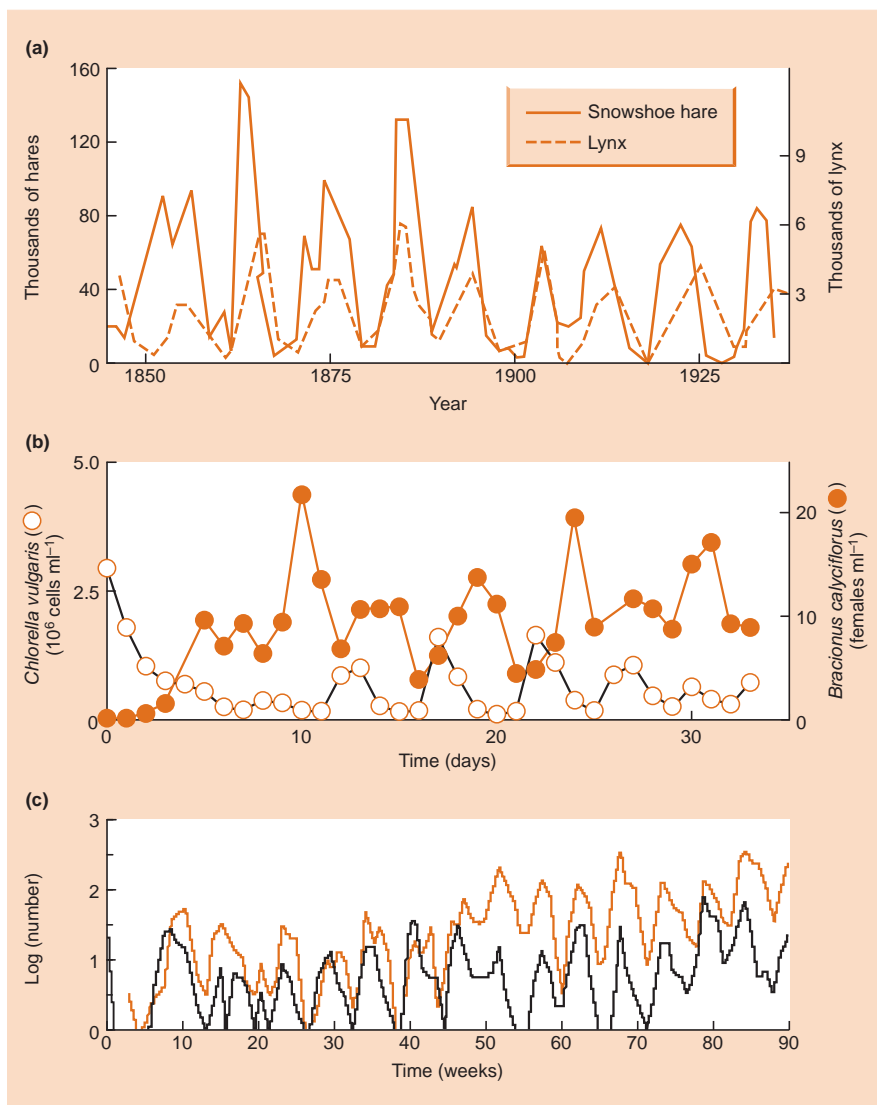 (a)
160
120
80
40
0
Thousands of hares
Snowshoe hare
Lynx
9
6
3
Thousands of lynx
1850
1875
1900
1925
Year
(b)
5.0
2.5
0
Chlorella vulgaris ( )
(10⁶ cells ml⁻¹)
20
10
0
Bracionus calyciflorus ( )
(females ml⁻¹)
0
10
20
30
Time (days)
(c)
3
2
1
0
Log (number)
0
10
20
30
40
50
60
70
80
90
Time (weeks)